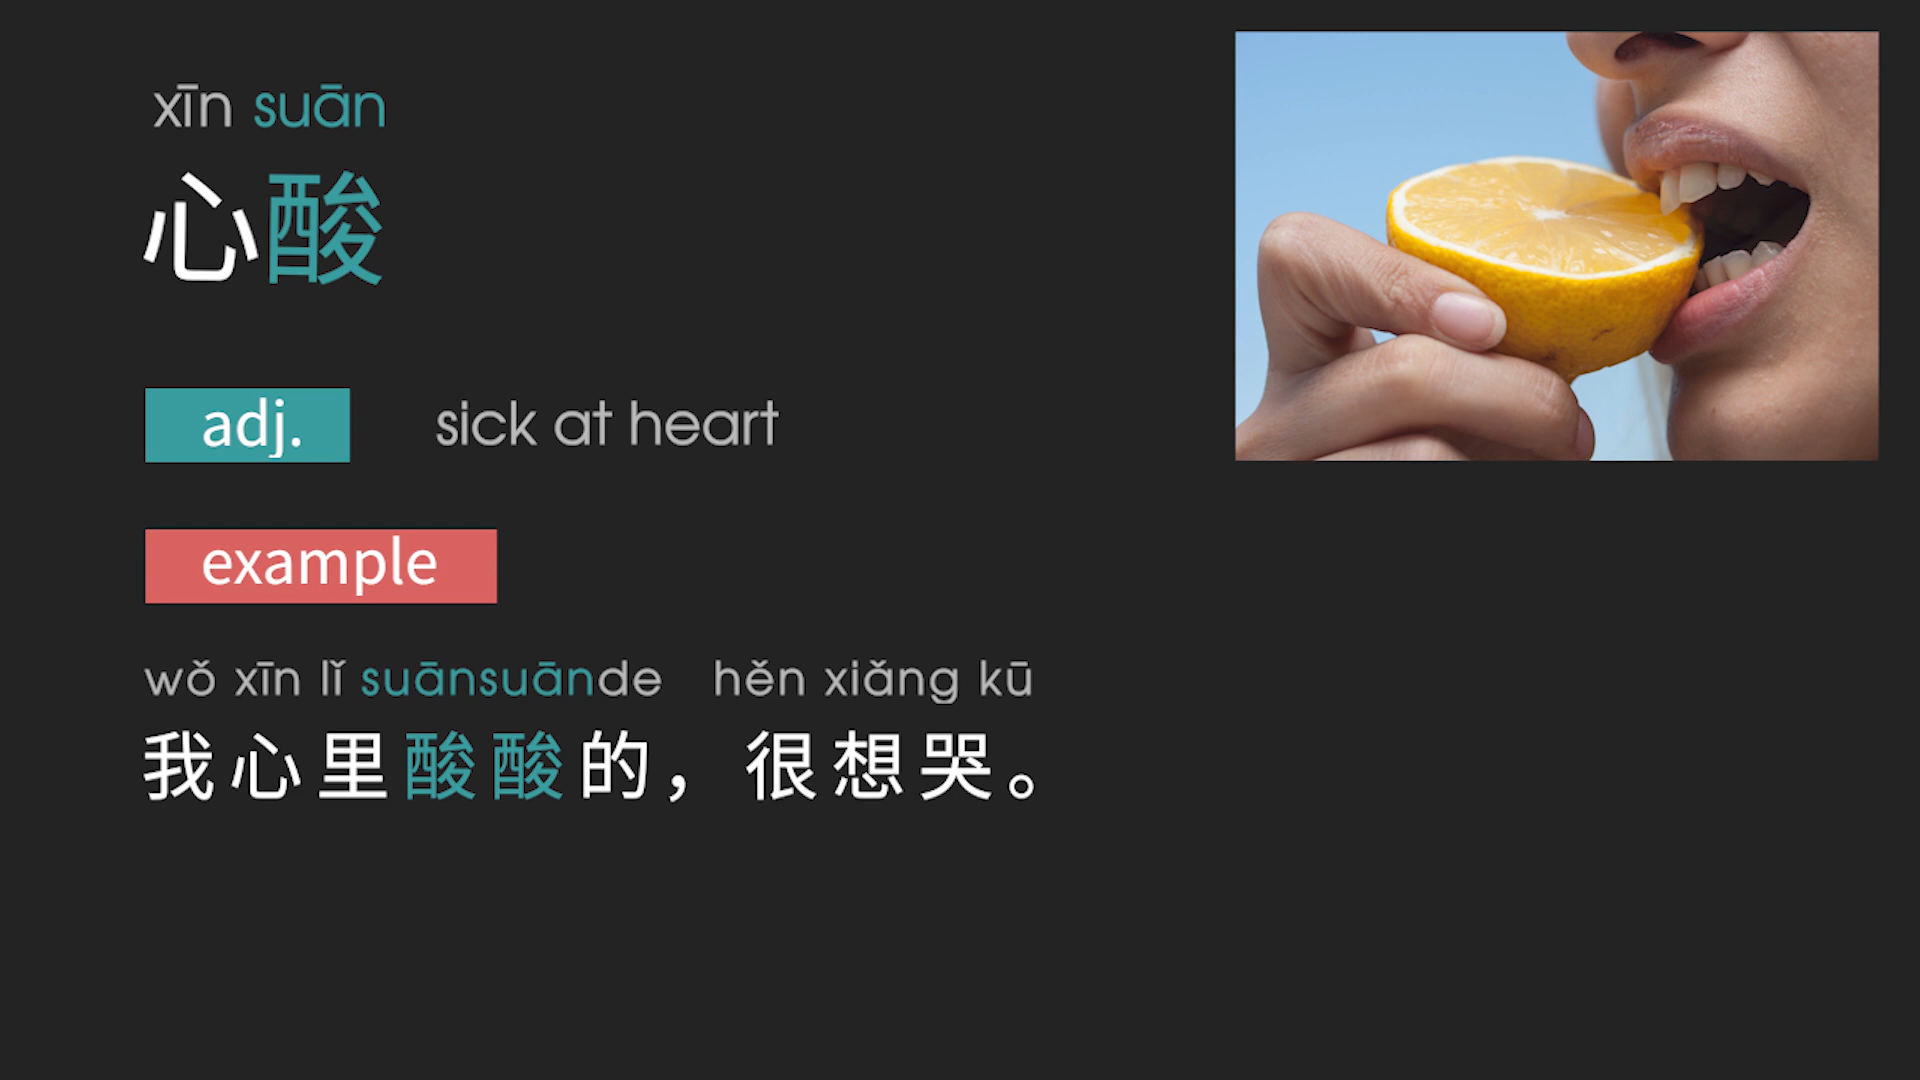 xīn suān
心酸
adj. sick at heart
example
wǒ xīn lǐ suānsuānde hěn xiǎng kū
我心里酸酸的，很想哭。